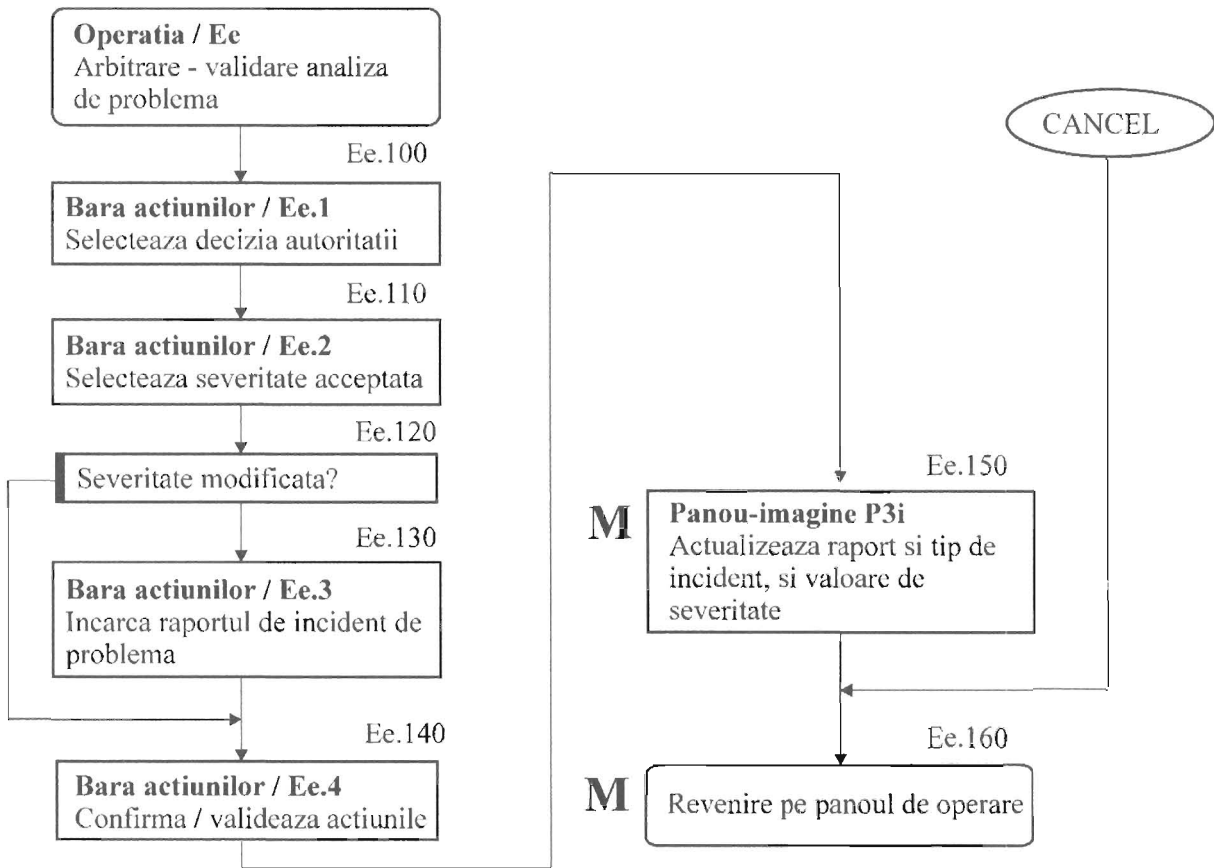 Operatia / Ee
Arbitrare - validare analiza
de problema
Ee.100
Bara actiunilor / Ee.1
Selecteaza decizia autoritatii
Ee.110
Bara actiunilor / Ee.2
Selecteaza severitate acceptata
Ee.120
Severitate modificata?
Ee.130
Bara actiunilor / Ee.3
Incarca raportul de incident de
problema
Ee.140
Bara actiunilor / Ee.4
Confirma / valideaza actiunile
CANCEL
Ee.150
M
Panou-imagine P3i
Actualizeaza raport si tip de
incident, si valoare de
severitate
Ee.160
M
Revenire pe panoul de operare